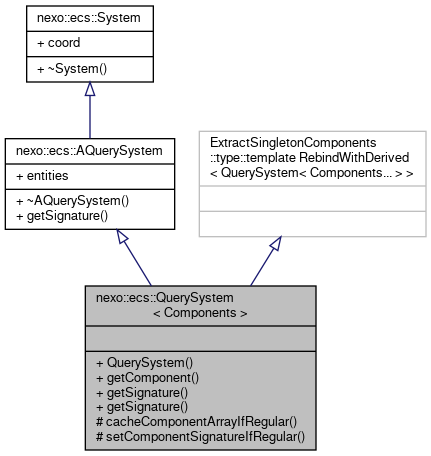 nexo::ecs::System
+ coord
+ ~System()
nexo::ecs::AQuerySystem
+ entities
+ ~AQuerySystem()
+ getSignature()
ExtractSingletonComponents
::type::template RebindWithDerived
< QuerySystem< Components... > >
nexo::ecs::QuerySystem
< Components >
+ QuerySystem()
+ getComponent()
+ getSignature()
+ getSignature()
# cacheComponentArrayIfRegular()
# setComponentSignatureIfRegular()